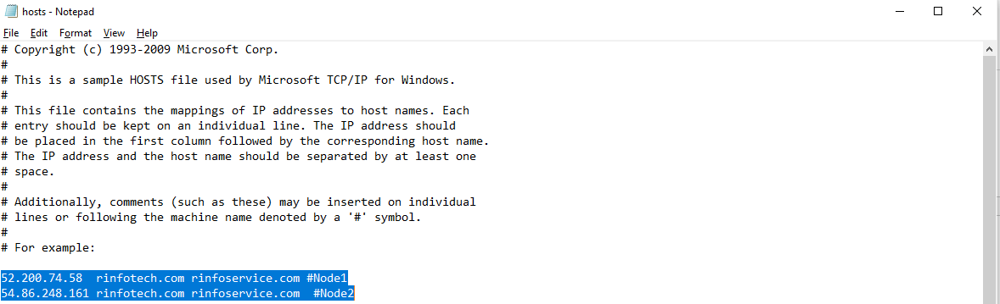 hosts - Notepad
File Edit Format View Help
# Copyright (c) 1993-2009 Microsoft Corp.
#
# This is a sample HOSTS file used by Microsoft TCP/IP for Windows.
#
# This file contains the mappings of IP addresses to host names. Each
# entry should be kept on an individual line. The IP address should
# be placed in the first column followed by the corresponding host name.
# The IP address and the host name should be separated by at least one
# space.
#
# Additionally, comments (such as these) may be inserted on individual
# lines or following the machine name denoted by a '#' symbol.
#
# For example:
52.200.74.58  rinfotech.com rinfoservice.com #Node1
54.86.248.161 rinfotech.com rinfoservice.com  #Node2